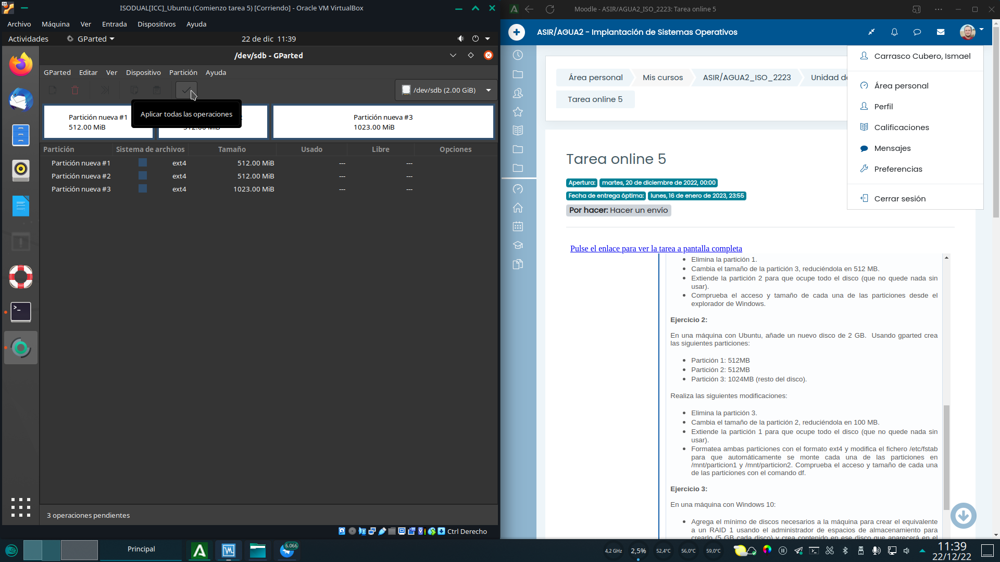 ISODUAL[ICC]_Ubuntu (Comienzo tarea 5) [Corriendo] - Oracle VM VirtualBox
Archivo Máquina Ver Entrada Dispositivos Ayuda
Actividades GParted 22 de dic 11:39
/dev/sdb - GParted
GParted Editar Ver Dispositivo Partición Ayuda
/dev/sdb (2.00 GiB)
Aplicar todas las operaciones
Partición nueva #1
512.00 MiB
512.00 MiB
Partición nueva #3
1023.00 MiB
Partición Sistema de archivos Tamaño Usado Libre Opciones
Partición nueva #1 ext4 512.00 MiB --- ---
Partición nueva #2 ext4 512.00 MiB --- ---
Partición nueva #3 ext4 1023.00 MiB --- ---
3 operaciones pendientes
Ctrl Derecho
Moodle - ASIR/AGUA2_ISO_2223: Tarea online 5
ASIR/AGUA2 - Implantación de Sistemas Operativos
Área personal Mis cursos ASIR/AGUA2_ISO_2223 Unidad de
Tarea online 5
Carrasco Cubero, Ismael
Área personal
Perfil
Calificaciones
Mensajes
Preferencias
Cerrar sesión
Tarea online 5
Apertura: martes, 20 de diciembre de 2022, 00:00
Fecha de entrega óptima: lunes, 16 de enero de 2023, 23:55
Por hacer: Hacer un envío
Pulse el enlace para ver la tarea a pantalla completa
• Elimina la partición 1.
• Cambia el tamaño de la partición 3, reduciéndola en 512 MB.
• Extiende la partición 2 para que ocupe todo el disco (que no quede nada sin
usar).
• Comprueba el acceso y tamaño de cada una de las particiones desde el
explorador de Windows.
Ejercicio 2:
En una máquina con Ubuntu, añade un nuevo disco de 2 GB. Usando gparted crea
las siguientes particiones:
• Partición 1: 512MB
• Partición 2: 512MB
• Partición 3: 1024MB (resto del disco).
Realiza las siguientes modificaciones:
• Elimina la partición 3.
• Cambia el tamaño de la partición 2, reduciéndola en 100 MB.
• Extiende la partición 1 para que ocupe todo el disco (que no quede nada sin
usar).
• Formatea ambas particiones con el formato ext4 y modifica el fichero /etc/fstab
para que automáticamente se monte cada una de las particiones en
/mnt/particion1 y /mnt/particion2. Comprueba el acceso y tamaño de cada una
de las particiones con el comando df.
Ejercicio 3:
En una máquina con Windows 10:
• Agrega el mínimo de discos necesarios a la máquina para crear el equivalente
a un RAID 1 usando el administrador de espacios de almacenamiento para
crearlo (5 GB cada disco) y crea contenido en ese disco que aparecerá en el
Principal
6.066
4,2 GHz 2,5% 52,4°C 56,0°C 59,0°C
11:39
22/12/22